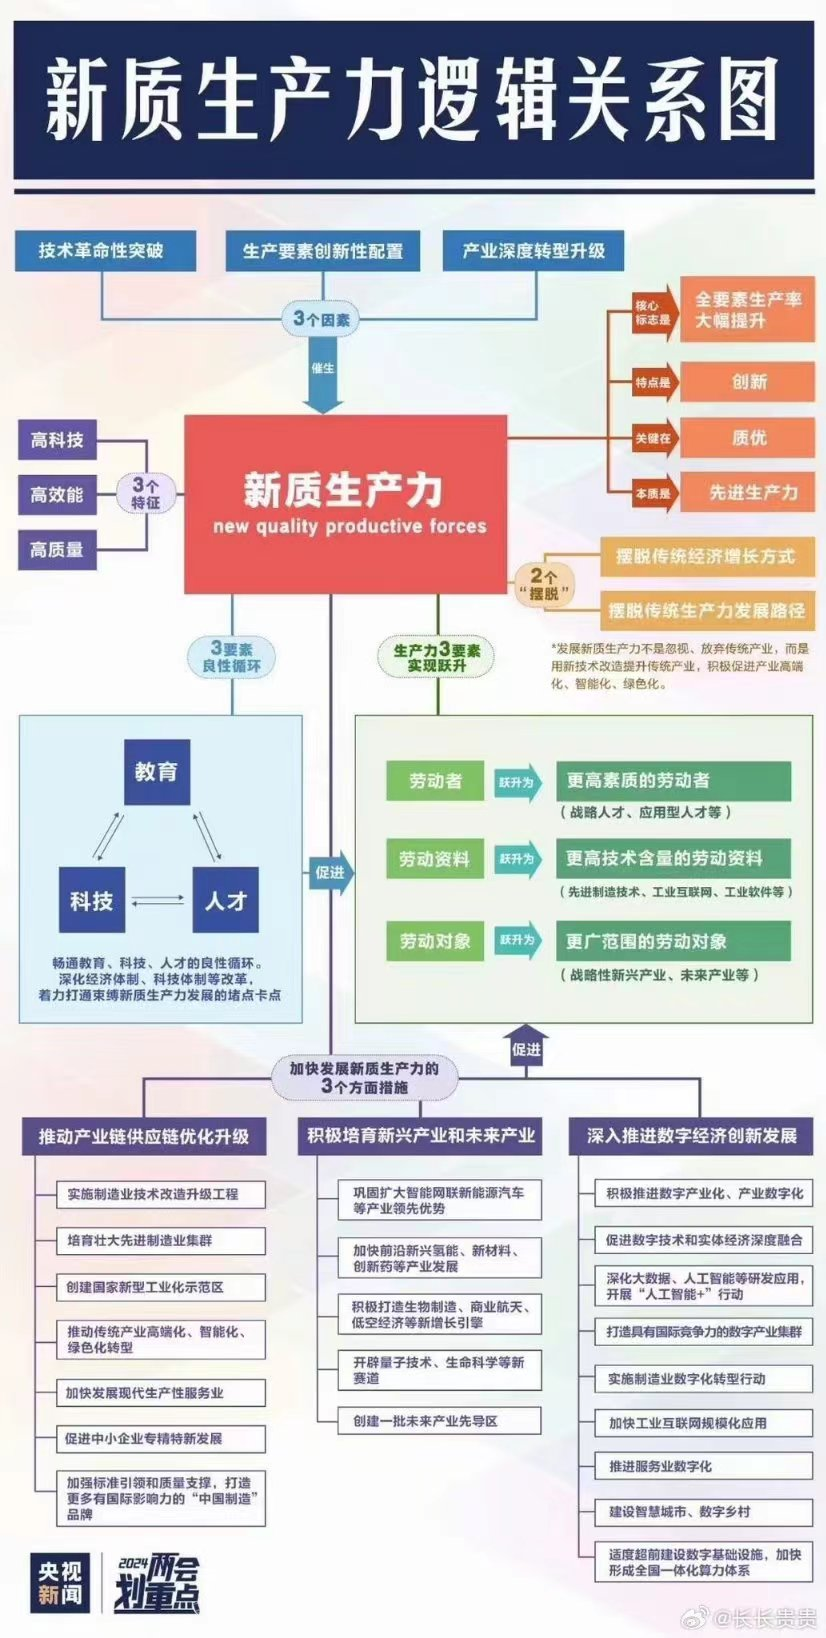 新质生产力逻辑关系图
技术革命性突破
生产要素创新性配置
产业深度转型升级
3个因素
催生
核心
标志是
全要素生产率
大幅提升
特点是
创新
关键在
质优
本质是
先进生产力
高科技
高效能
高质量
3个
特征
新质生产力
new quality productive forces
2个
“摆脱”
摆脱传统经济增长方式
摆脱传统生产力发展路径
*发展新质生产力不是忽视、放弃传统产业，而是
用新技术改造提升传统产业，积极促进产业高端
化、智能化、绿色化。
3要素
良性循环
生产力3要素
实现跃升
教育
科技
人才
畅通教育、科技、人才的良性循环。
深化经济体制、科技体制等改革，
着力打通束缚新质生产力发展的堵点卡点
促进
劳动者
跃升为
更高素质的劳动者
（战略人才、应用型人才等）
劳动资料
跃升为
更高技术含量的劳动资料
（先进制造技术、工业互联网、工业软件等）
劳动对象
跃升为
更广范围的劳动对象
（战略性新兴产业、未来产业等）
促进
加快发展新质生产力的
3个方面措施
推动产业链供应链优化升级
实施制造业技术改造升级工程
培育壮大先进制造业集群
创建国家新型工业化示范区
推动传统产业高端化、智能化、
绿色化转型
加快发展现代生产性服务业
促进中小企业专精特新发展
加强标准引领和质量支撑，打造
更多有国际影响力的“中国制造”
品牌
积极培育新兴产业和未来产业
巩固扩大智能网联新能源汽车
等产业领先优势
加快前沿新兴氢能、新材料、
创新药等产业发展
积极打造生物制造、商业航天、
低空经济等新增长引擎
开辟量子技术、生命科学等新
赛道
创建一批未来产业先导区
深入推进数字经济创新发展
积极推进数字产业化、产业数字化
促进数字技术和实体经济深度融合
深化大数据、人工智能等研发应用，
开展“人工智能+”行动
打造具有国际竞争力的数字产业集群
实施制造业数字化转型行动
加快工业互联网规模化应用
推进服务业数字化
建设智慧城市、数字乡村
适度超前建设数字基础设施，加快
形成全国一体化算力体系
央视
新闻
2024两会
划重点
@长长贵贵